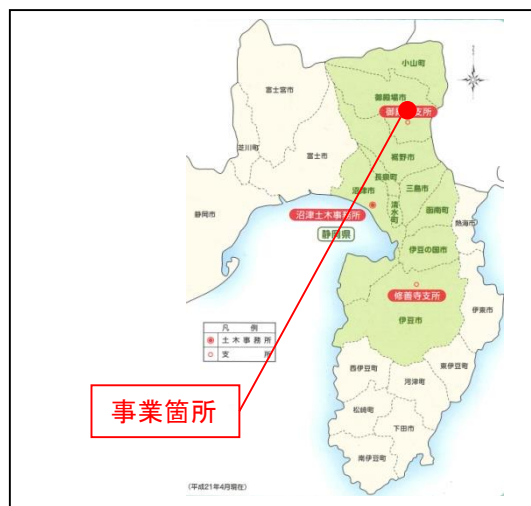 小山町
富士宮市
御殿場市
支所
芝川町
富士市
裾野市
長泉町
沼津市
三島市
清水町
函南町
静岡市
沼津土木事務所
熱海市
静岡県
伊豆の国市
修善寺支所
伊豆市
伊東市
凡 例
土木事務所
支 所
西伊豆町
東伊豆町
河津町
事業箇所
松崎町
下田市
南伊豆町
(平成21年4月現在)